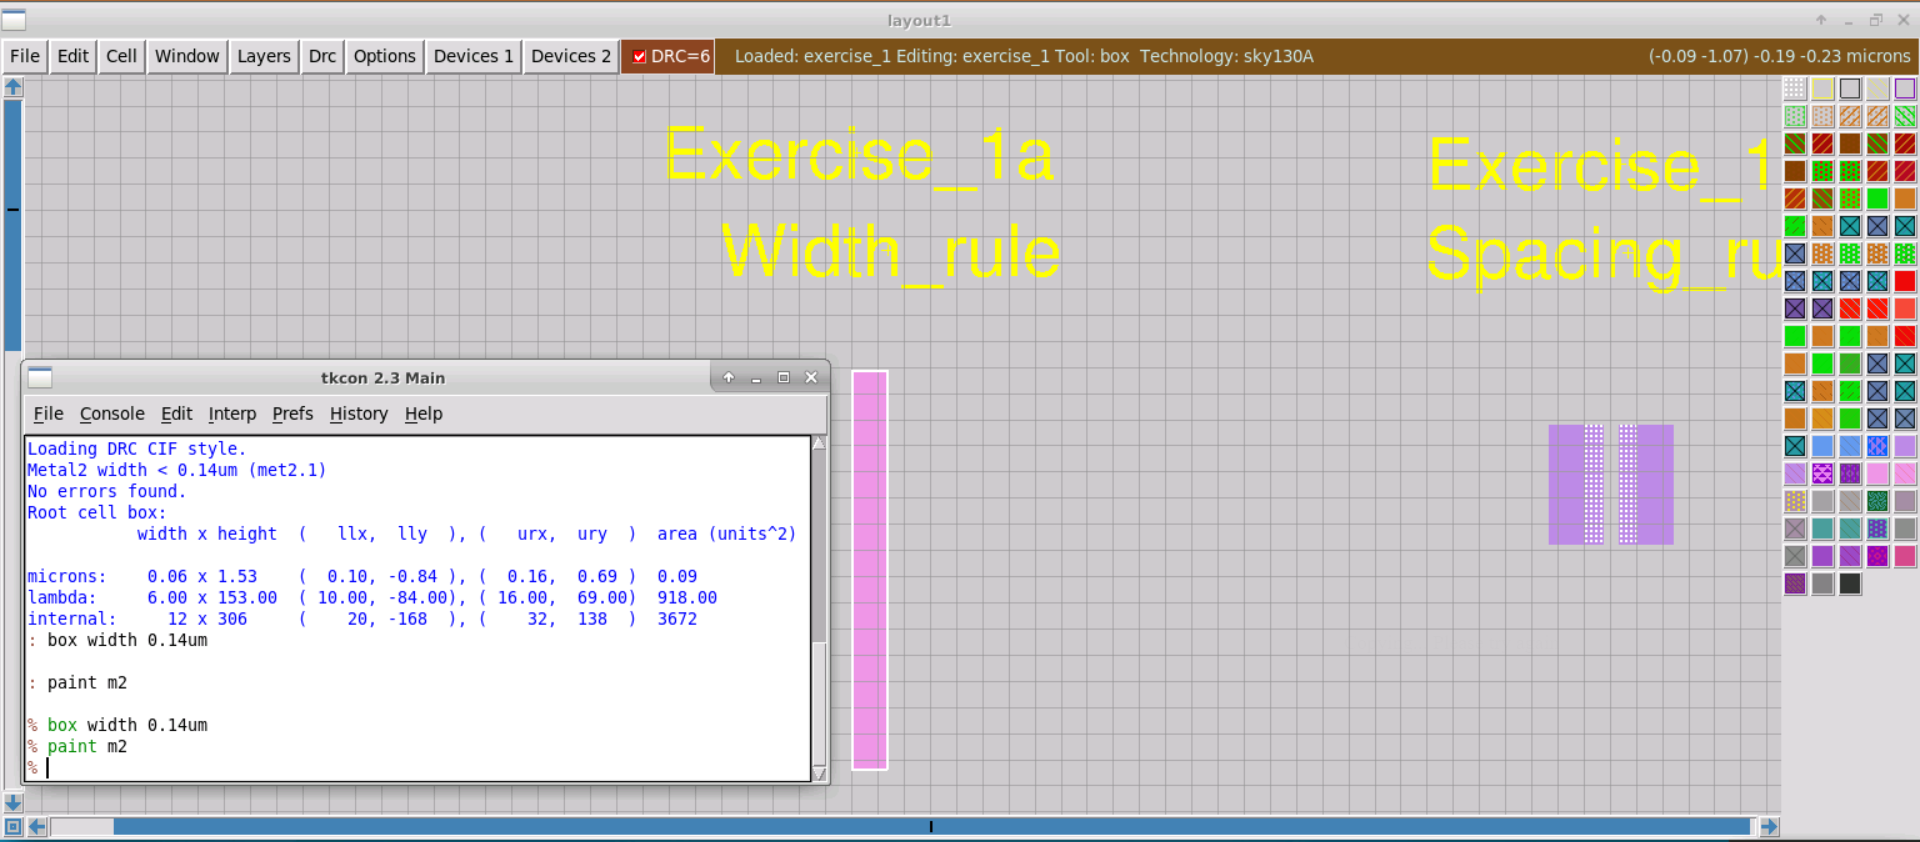 layout1
File Edit Cell Window Layers Drc Options Devices 1 Devices 2 DRC=6 Loaded: exercise_1 Editing: exercise_1 Tool: box Technology: sky130A (-0.09 -1.07) -0.19 -0.23 microns
Exercise_1a
Width_rule
Exercise_1
Spacing_ru
tkcon 2.3 Main
File Console Edit Interp Prefs History Help
Loading DRC CIF style.
Metal2 width < 0.14um (met2.1)
No errors found.
Root cell box:
width x height ( llx, lly ), ( urx, ury ) area (units^2)
microns: 0.06 x 1.53 ( 0.10, -0.84 ), ( 0.16, 0.69 ) 0.09
lambda: 6.00 x 153.00 ( 10.00, -84.00), ( 16.00, 69.00) 918.00
internal: 12 x 306 ( 20, -168 ), ( 32, 138 ) 3672
: box width 0.14um
: paint m2
% box width 0.14um
% paint m2
%